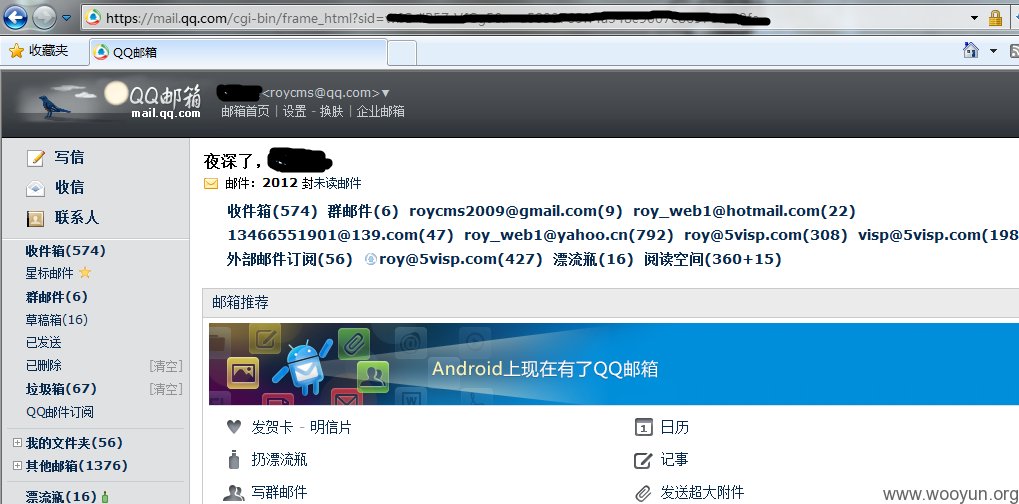 https://mail.qq.com/cgi-bin/frame_html?sid=
收藏夹 QQ邮箱
QQ邮箱 <roycms@qq.com>▼
mail.qq.com 邮箱首页 | 设置 - 换肤 | 企业邮箱
写信
收信
联系人
收件箱(574)
星标邮件
群邮件(6)
草稿箱(16)
已发送
已删除 [清空]
垃圾箱(67) [清空]
QQ邮件订阅
我的文件夹(56)
其他邮箱(1376)
漂流瓶(16)
夜深了，
邮件：2012 封未读邮件
收件箱(574) 群邮件(6) roycms2009@gmail.com(9) roy_web1@hotmail.com(22)
13466551901@139.com(47) roy_web1@yahoo.cn(792) roy@5visp.com(308) visp@5visp.com(198
外部邮件订阅(56) roy@5visp.com(427) 漂流瓶(16) 阅读空间(360+15)
邮箱推荐
Android上现在有了QQ邮箱
发贺卡 - 明信片 日历
扔漂流瓶 记事
写群邮件 发送超大附件
www.wooyun.org